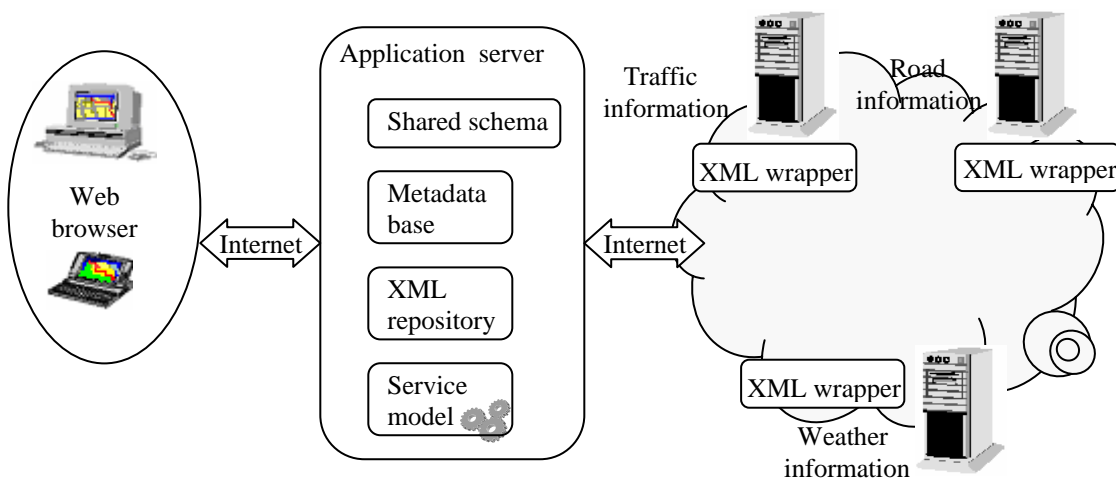 Web
browser
Internet
Application server
Shared schema
Metadata
base
XML
repository
Service
model
Internet
Traffic
information
XML wrapper
Road
information
XML wrapper
XML wrapper
Weather
information